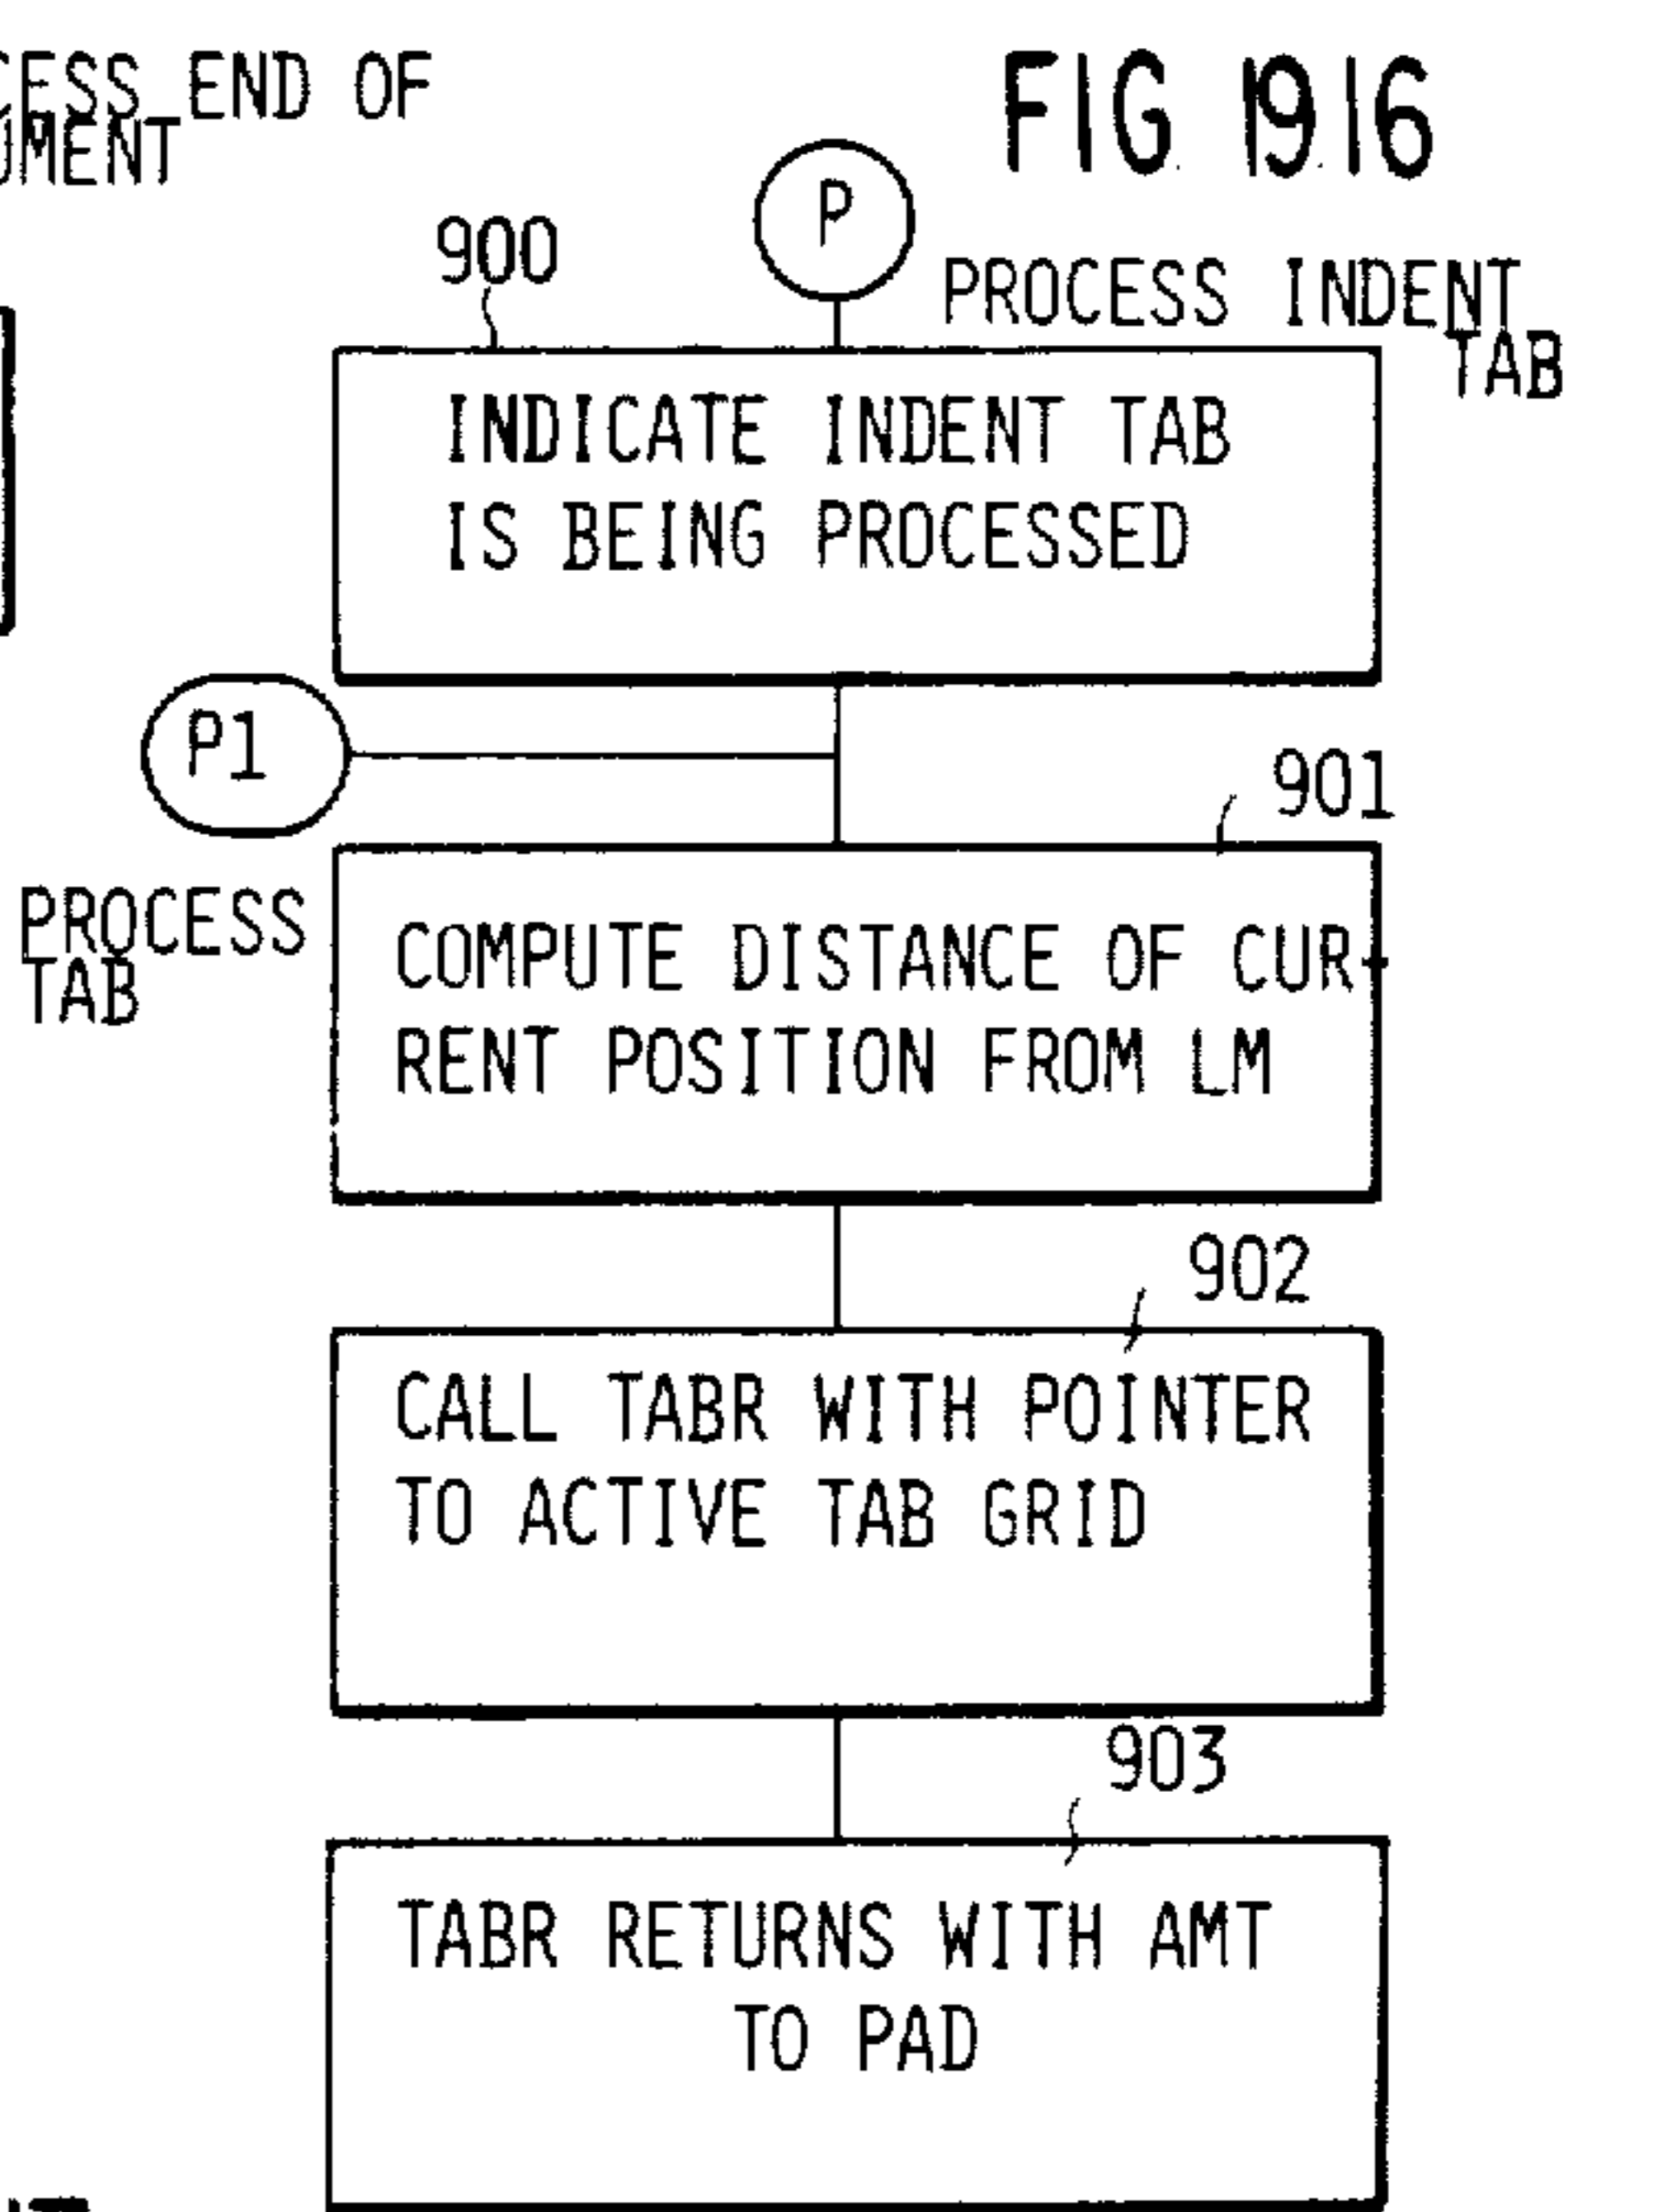 END OF
FIG. 19.16
P
900
PROCESS INDENT
TAB
INDICATE INDENT TAB
IS BEING PROCESSED
P1
901
PROCESS
TAB
COMPUTE DISTANCE OF CUR-
RENT POSITION FROM LM
902
CALL TABR WITH POINTER
TO ACTIVE TAB GRID
903
TABR RETURNS WITH AMT
TO PAD